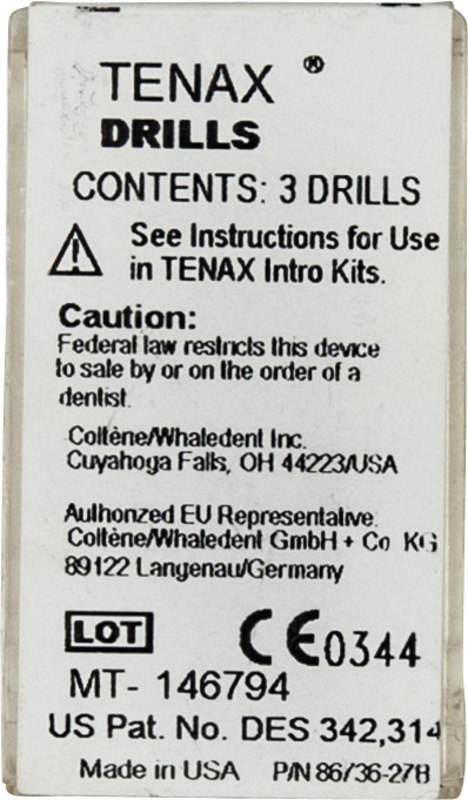 TENAX ®
DRILLS
CONTENTS: 3 DRILLS
See Instructions for Use
in TENAX Intro Kits.
Caution:
Federal law restricts this device
to sale by or on the order of a
dentist.
Coltène/Whaledent Inc.
Cuyahoga Falls, OH 44223/USA
Authorized EU Representative:
Coltène/Whaledent GmbH + Co KG
89122 Langenau/Germany
LOT CE0344
MT- 146794
US Pat. No. DES 342,314
Made in USA P/N 86736-27B